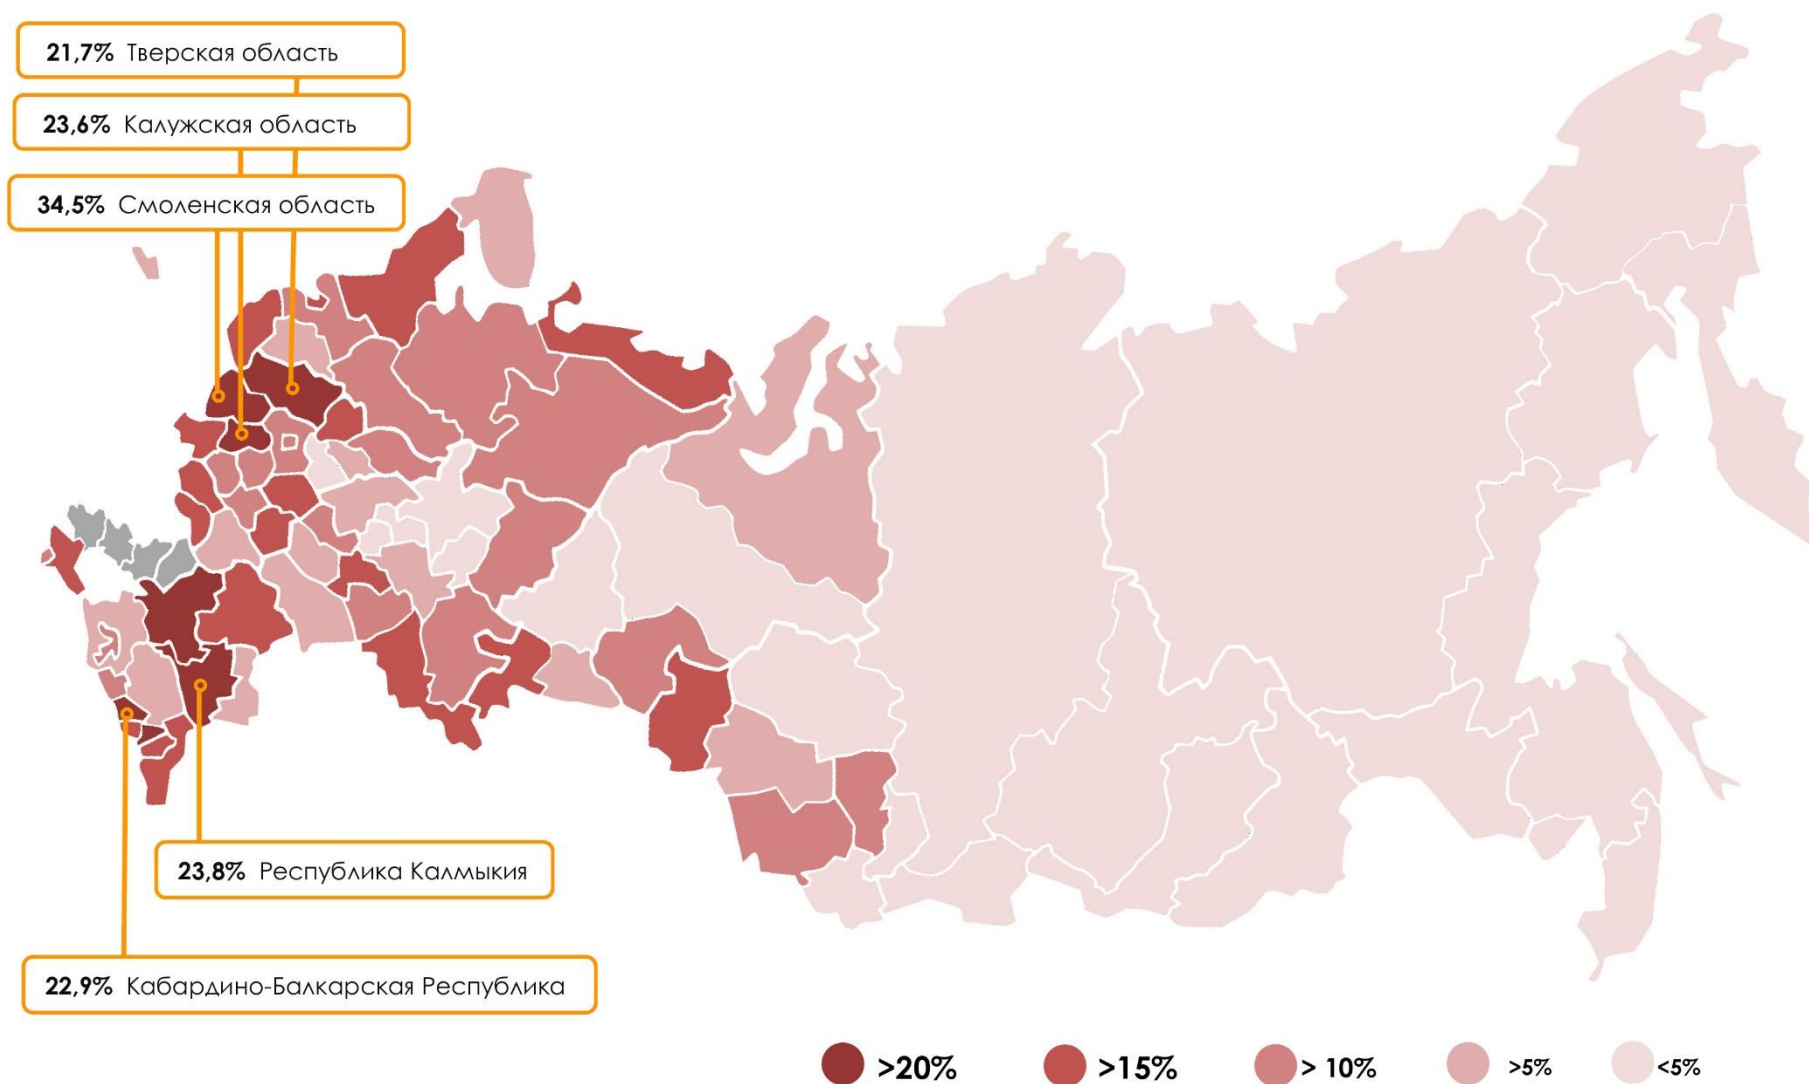 21,7% Тверская область
23,6% Калужская область
34,5% Смоленская область
23,8% Республика Калмыкия
22,9% Кабардино-Балкарская Республика
>20% >15% > 10% >5% <5%